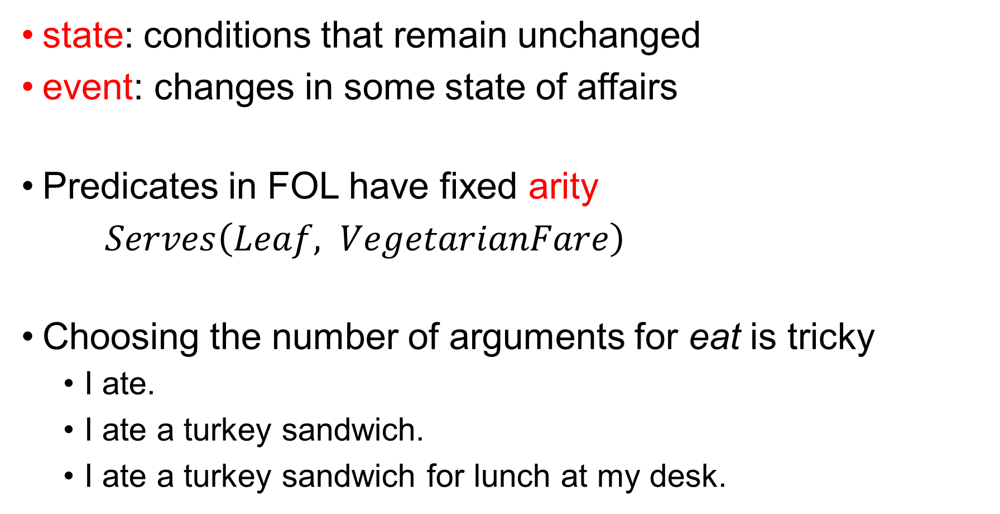 • state: conditions that remain unchanged
• event: changes in some state of affairs
• Predicates in FOL have fixed arity
Serves(Leaf, VegetarianFare)
• Choosing the number of arguments for eat is tricky
• I ate.
• I ate a turkey sandwich.
• I ate a turkey sandwich for lunch at my desk.